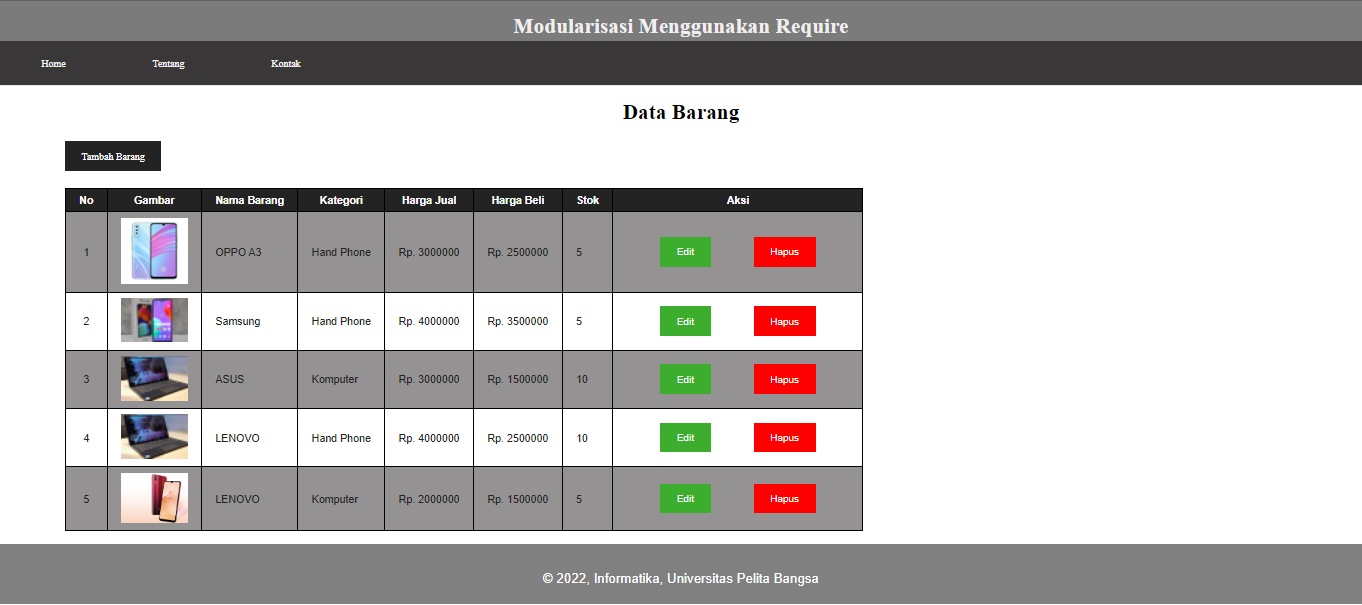 Modularisasi Menggunakan Require
Home Tentang Kontak
Data Barang
Tambah Barang
No Gambar Nama Barang Kategori Harga Jual Harga Beli Stok Aksi
1 OPPO A3 Hand Phone Rp. 3000000 Rp. 2500000 5 Edit Hapus
2 Samsung Hand Phone Rp. 4000000 Rp. 3500000 5 Edit Hapus
3 ASUS Komputer Rp. 3000000 Rp. 1500000 10 Edit Hapus
4 LENOVO Hand Phone Rp. 4000000 Rp. 2500000 10 Edit Hapus
5 LENOVO Komputer Rp. 2000000 Rp. 1500000 5 Edit Hapus
© 2022, Informatika, Universitas Pelita Bangsa